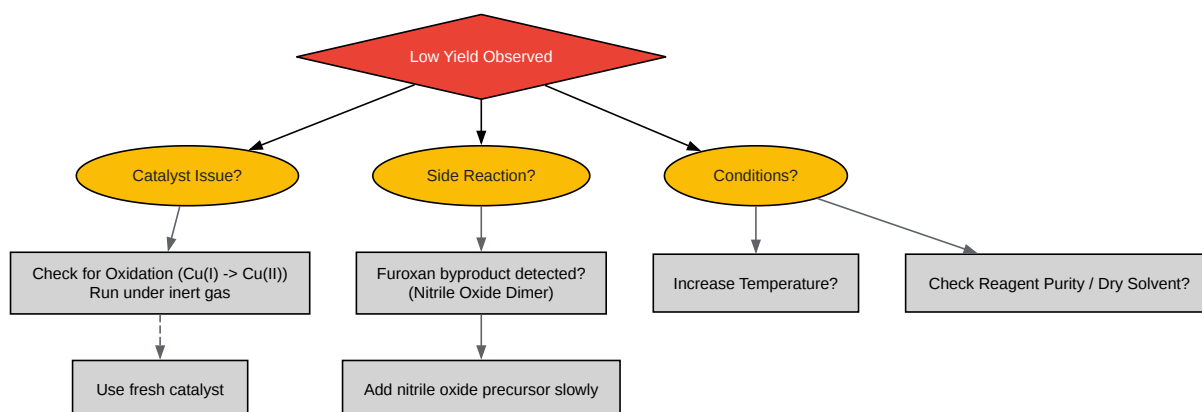 Low Yield Observed
Catalyst Issue?
Side Reaction?
Conditions?
Check for Oxidation (Cu(I) -> Cu(II))
Run under inert gas
Furoxan byproduct detected?
(Nitrile Oxide Dimer)
Increase Temperature?
Check Reagent Purity / Dry Solvent?
Use fresh catalyst
Add nitrile oxide precursor slowly